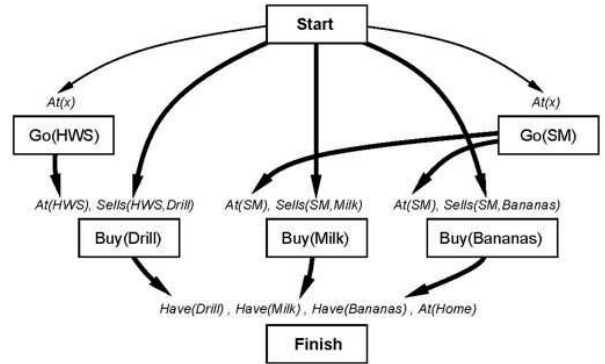 Start
At(x) At(x)
Go(HWS) Go(SM)
At(HWS), Sells(HWS,Drill) At(SM), Sells(SM,Milk) At(SM), Sells(SM,Bananas)
Buy(Drill) Buy(Milk) Buy(Bananas)
Have(Drill) , Have(Milk) , Have(Bananas) , At(Home)
Finish